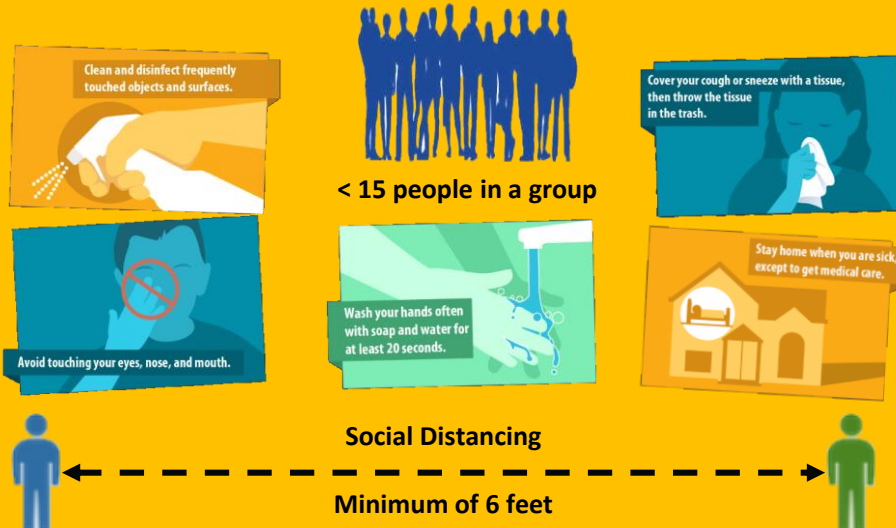 Clean and disinfect frequently
touched objects and surfaces.
Cover your cough or sneeze with a tissue,
then throw the tissue
in the trash.
< 15 people in a group
Avoid touching your eyes, nose, and mouth.
Wash your hands often
with soap and water for
at least 20 seconds.
Stay home when you are sick,
except to get medical care.
Social Distancing
Minimum of 6 feet